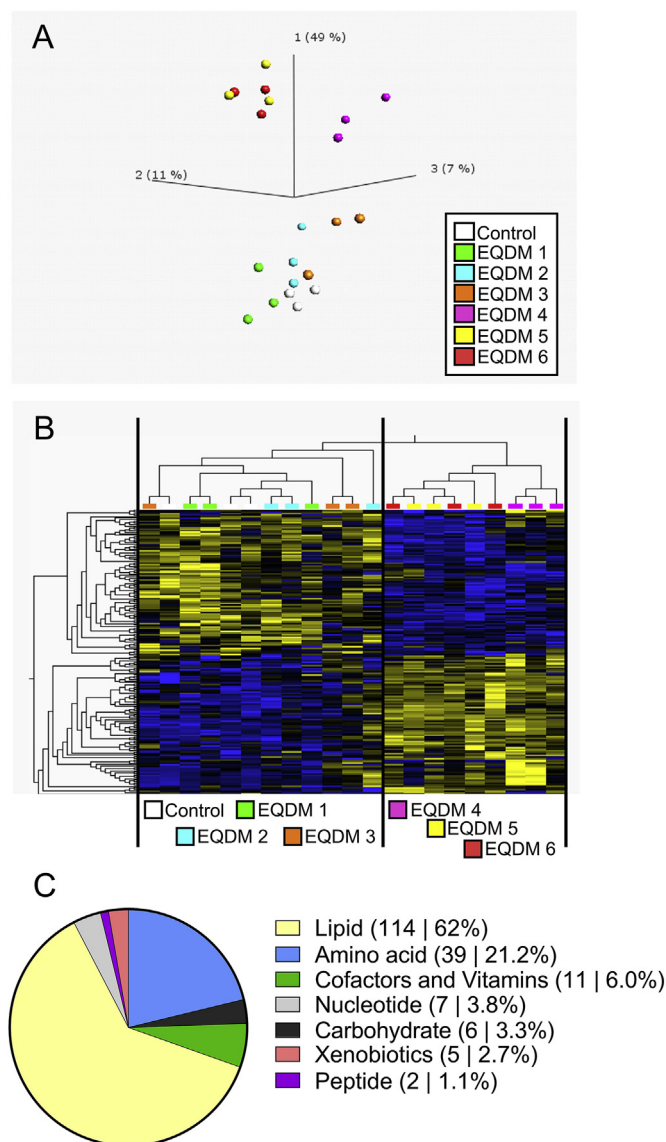 A
1 (49 %)
2 (11 %)
3 (7 %)
Control
EQDM 1
EQDM 2
EQDM 3
EQDM 4
EQDM 5
EQDM 6
B
Control EQDM 1
EQDM 2 EQDM 3
EQDM 4
EQDM 5
EQDM 6
C
Lipid (114 | 62%)
Amino acid (39 | 21.2%)
Cofactors and Vitamins (11 | 6.0%)
Nucleotide (7 | 3.8%)
Carbohydrate (6 | 3.3%)
Xenobiotics (5 | 2.7%)
Peptide (2 | 1.1%)